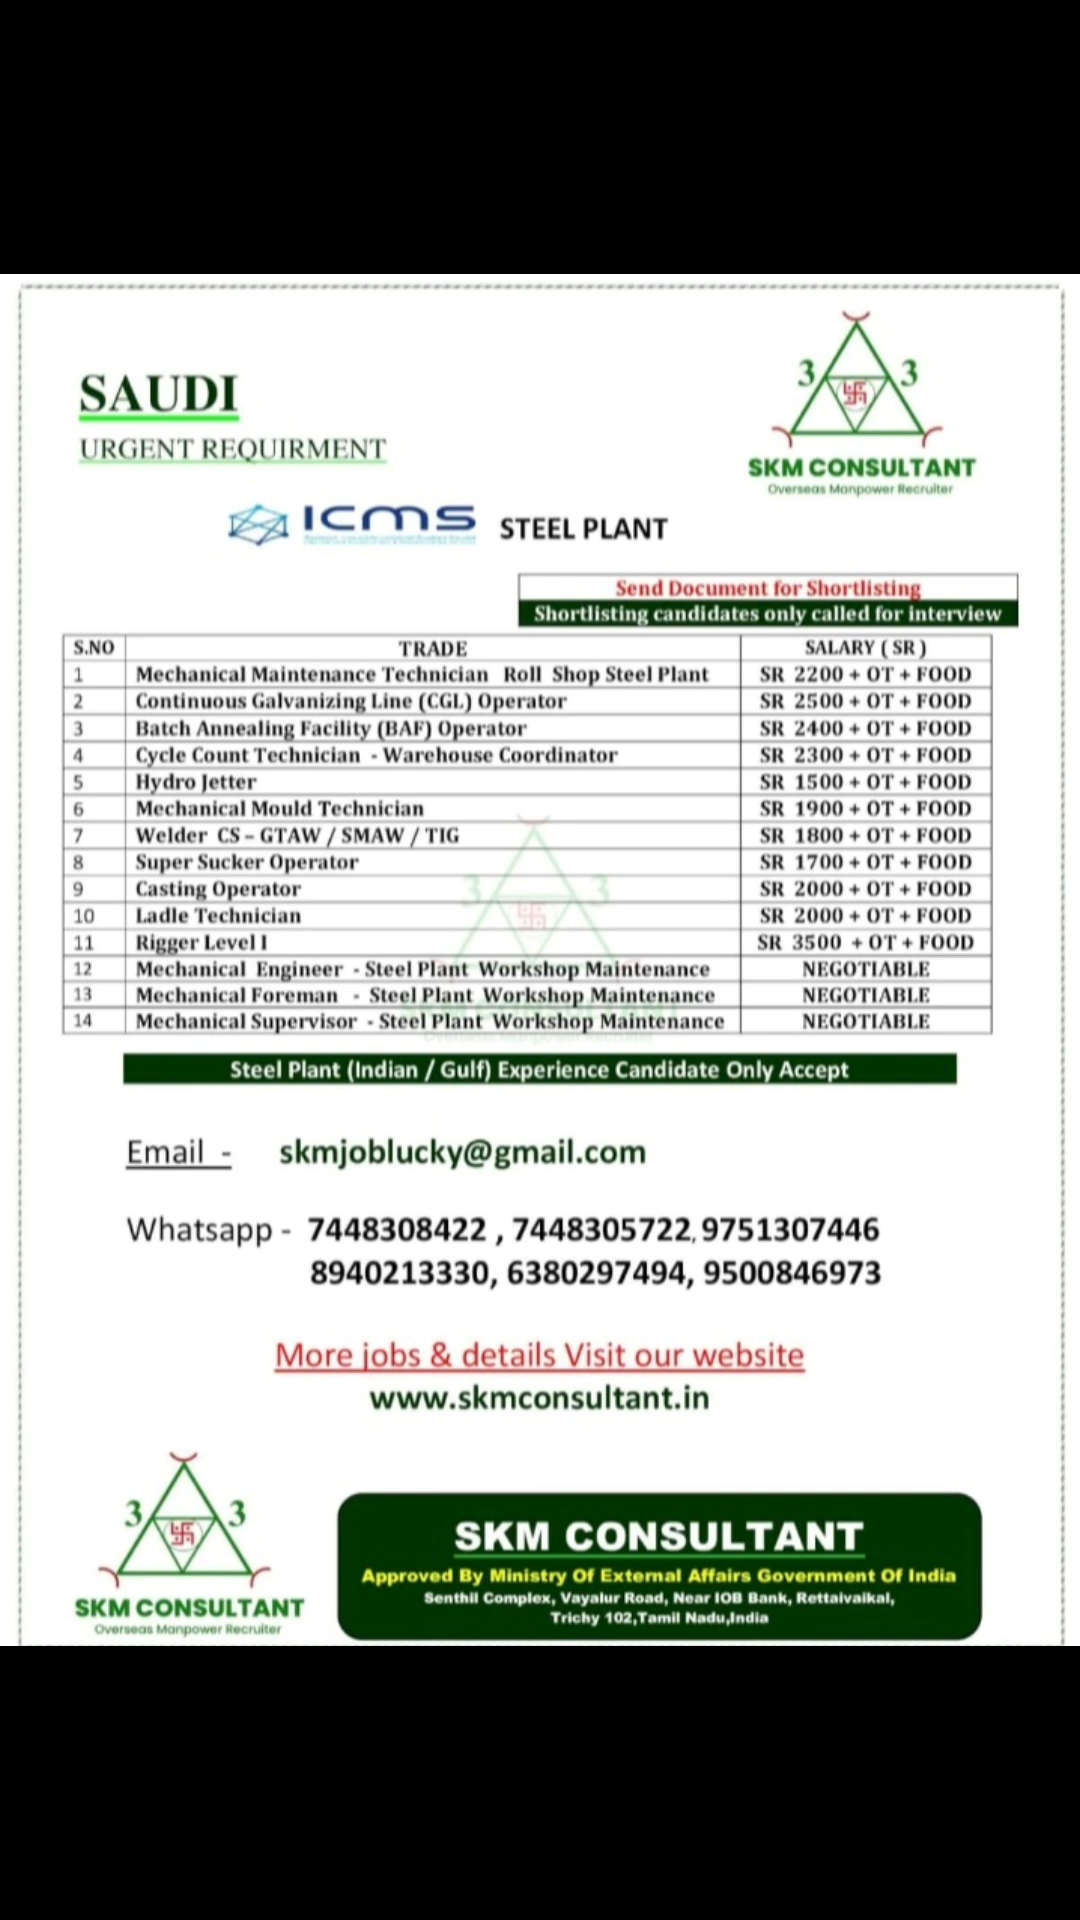 3 3
SAUDI
URGENT REQUIRMENT
SKM CONSULTANT
Overseas Manpower Recruiter
ICMS STEEL PLANT
Send Document for Shortlisting
Shortlisting candidates only called for interview
S.NO TRADE SALARY ( SR )
1 Mechanical Maintenance Technician Roll Shop Steel Plant SR 2200 + OT + FOOD
2 Continuous Galvanizing Line (CGL) Operator SR 2500 + OT + FOOD
3 Batch Annealing Facility (BAF) Operator SR 2400 + OT + FOOD
4 Cycle Count Technician - Warehouse Coordinator SR 2300 + OT + FOOD
5 Hydro Jetter SR 1500 + OT + FOOD
6 Mechanical Mould Technician SR 1900 + OT + FOOD
7 Welder CS – GTAW / SMAW / TIG SR 1800 + OT + FOOD
8 Super Sucker Operator SR 1700 + OT + FOOD
9 Casting Operator SR 2000 + OT + FOOD
10 Ladle Technician SR 2000 + OT + FOOD
11 Rigger Level I SR 3500 + OT + FOOD
12 Mechanical Engineer - Steel Plant Workshop Maintenance NEGOTIABLE
13 Mechanical Foreman - Steel Plant Workshop Maintenance NEGOTIABLE
14 Mechanical Supervisor - Steel Plant Workshop Maintenance NEGOTIABLE
3 3
SKM CONSULTANT
Overseas Manpower Recruiter
Steel Plant (Indian / Gulf) Experience Candidate Only Accept
Email - skmjoblucky@gmail.com
Whatsapp - 7448308422 , 7448305722, 9751307446
8940213330, 6380297494, 9500846973
More jobs & details Visit our website
www.skmconsultant.in
3 3
SKM CONSULTANT
Overseas Manpower Recruiter
SKM CONSULTANT
Approved By Ministry Of External Affairs Government Of India
Senthil Complex, Vayalur Road, Near IOB Bank, Rettaivaikal,
Trichy 102,Tamil Nadu,India